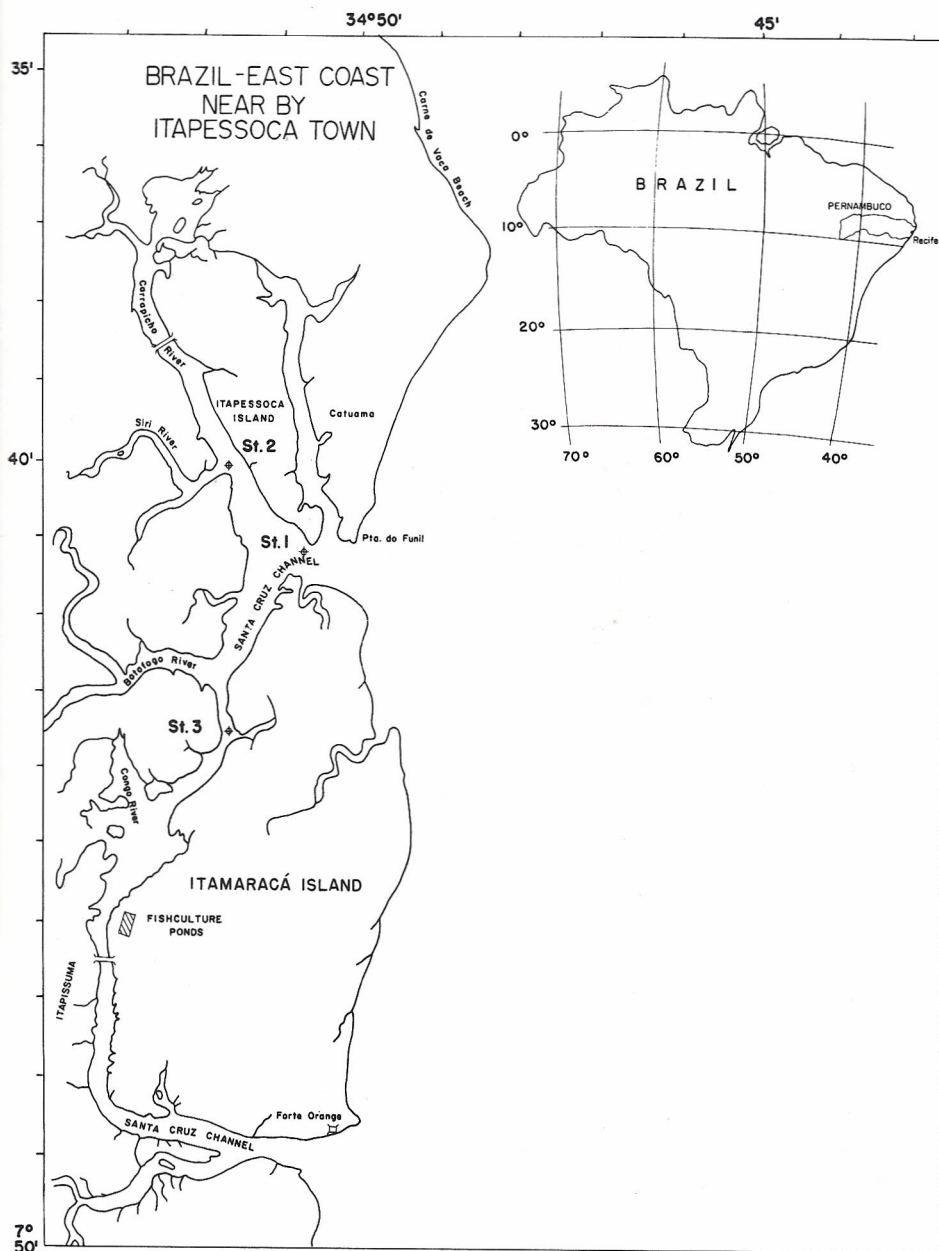 34°50'
45'
35'
BRAZIL-EAST COAST
NEAR BY
ITAPESSOCA TOWN
Carne de Vaca Beach
0°
BRAZIL
PERNAMBUCO
10°
Recife
20°
30°
70°
60°
50°
40°
Carrapicho
River
ITAPESSOCA
ISLAND
Catuama
Siri River
St.2
40'
St.1
Pta. do Funil
SANTA CRUZ CHANNEL
Botafogo River
St.3
Congo River
ITAMARACÁ ISLAND
FISHCULTURE
PONDS
ITAPISSUMA
Forte Orange
SANTA CRUZ CHANNEL
7°
50'